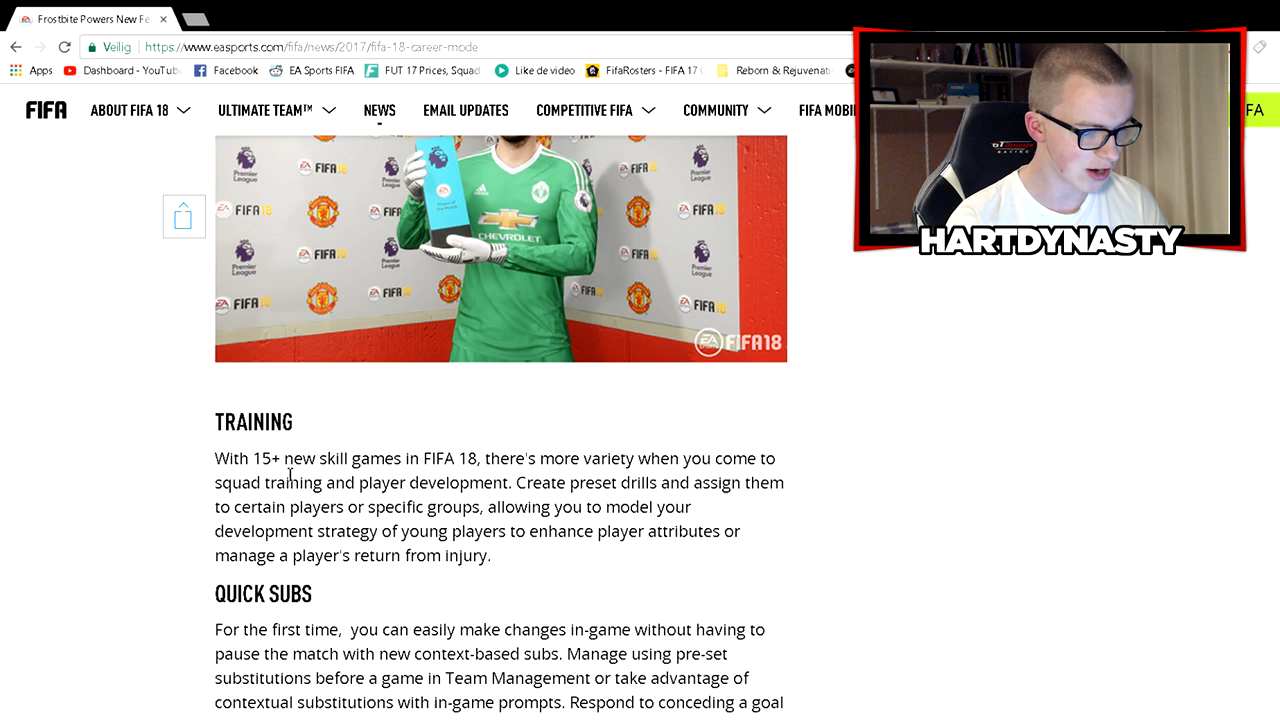 Frostbite Powers New Fe
Veilig https://www.easports.com/fifa/news/2017/fifa-18-career-mode
Apps Dashboard - YouTub Facebook EA Sports FIFA FUT 17 Prices, Squad Like de video FifaRosters - FIFA 17 Reborn & Rejuvenati
FIFA ABOUT FIFA 18 ULTIMATE TEAM™ NEWS EMAIL UPDATES COMPETITIVE FIFA COMMUNITY FIFA MOBI FA
HARTDYNASTY
Premier League
FIFA18
CHEVROLET
adidas
EA SPORTS FIFA18
TRAINING
With 15+ new skill games in FIFA 18, there's more variety when you come to
squad training and player development. Create preset drills and assign them
to certain players or specific groups, allowing you to model your
development strategy of young players to enhance player attributes or
manage a player's return from injury.
QUICK SUBS
For the first time,  you can easily make changes in-game without having to
pause the match with new context-based subs. Manage using pre-set
substitutions before a game in Team Management or take advantage of
contextual substitutions with in-game prompts. Respond to conceding a goal